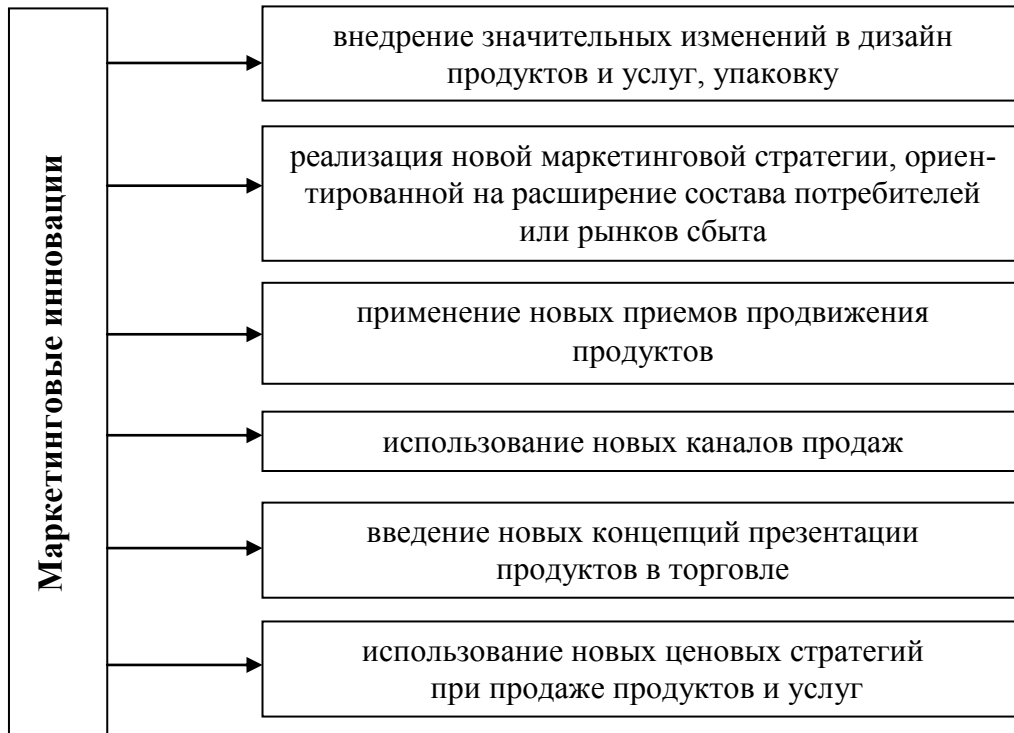 Маркетинговые инновации
внедрение значительных изменений в дизайн
продуктов и услуг, упаковку
реализация новой маркетинговой стратегии, ориен-
тированной на расширение состава потребителей
или рынков сбыта
применение новых приемов продвижения
продуктов
использование новых каналов продаж
введение новых концепций презентации
продуктов в торговле
использование новых ценовых стратегий
при продаже продуктов и услуг